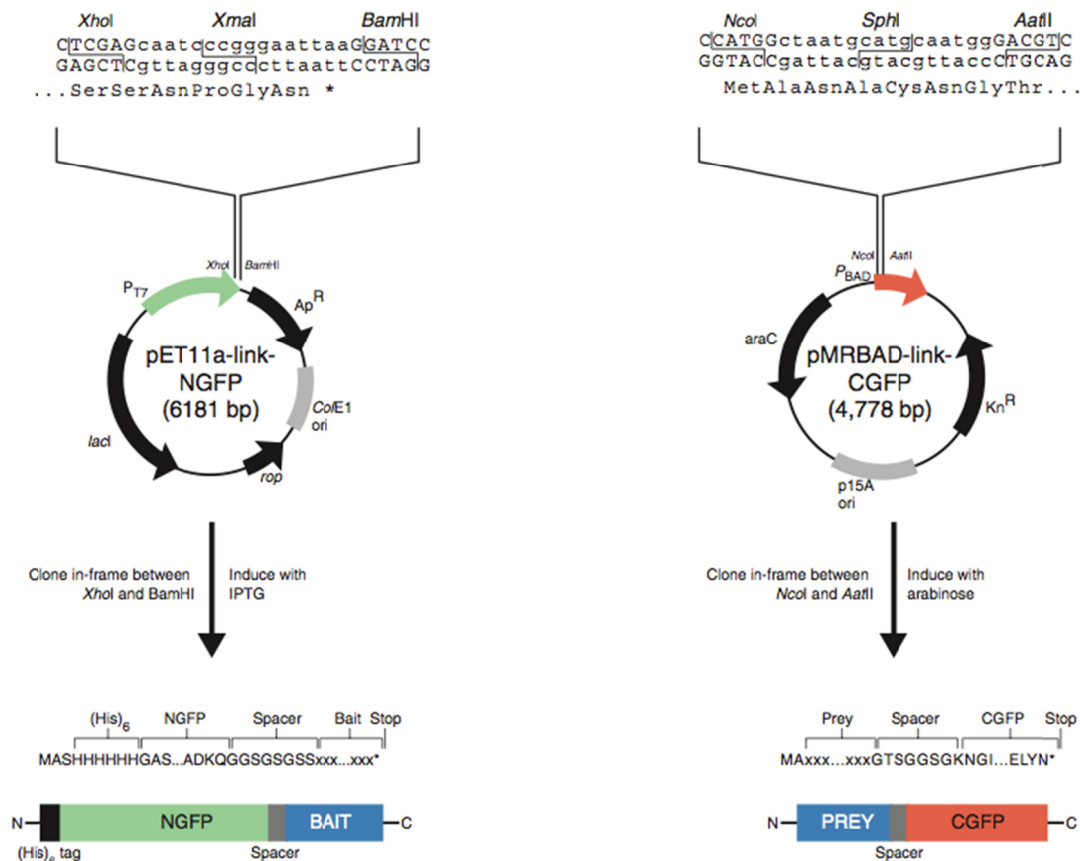 XhoI XmaI BamHI
CTCGAGcaatcccgggaattaaGGATCC
GAGCTCgttagggcccttaattCCTAGG
...SerSerAsnProGlyAsn *
NcoI SphI AatII
CCATGGctaatgcatgcaatgggACGTC
GGTACCgattacgtacgttacccTGCAG
MetAlaAsnAlaCysAsnGlyThr...
XhoI BamHI
PT7
ApR
pET11a-link-
NGFP
(6181 bp)
ColE1
ori
lacI
rop
NcoI AatII
PBAD
araC
pMRBAD-link-
CGFP
(4,778 bp)
KnR
p15A
ori
Clone in-frame between
XhoI and BamHI
Induce with
IPTG
Clone in-frame between
NcoI and AatII
Induce with
arabinose
(His)6 NGFP Spacer Bait Stop
MASHHHHHHGAS...ADKQGGSGSGSSxxx...xxx*
N NGFP BAIT C
(His)6 tag Spacer
Prey Spacer CGFP Stop
MAxxx...xxxGTSGGSGKNGI...ELYN*
N PREY CGFP C
Spacer